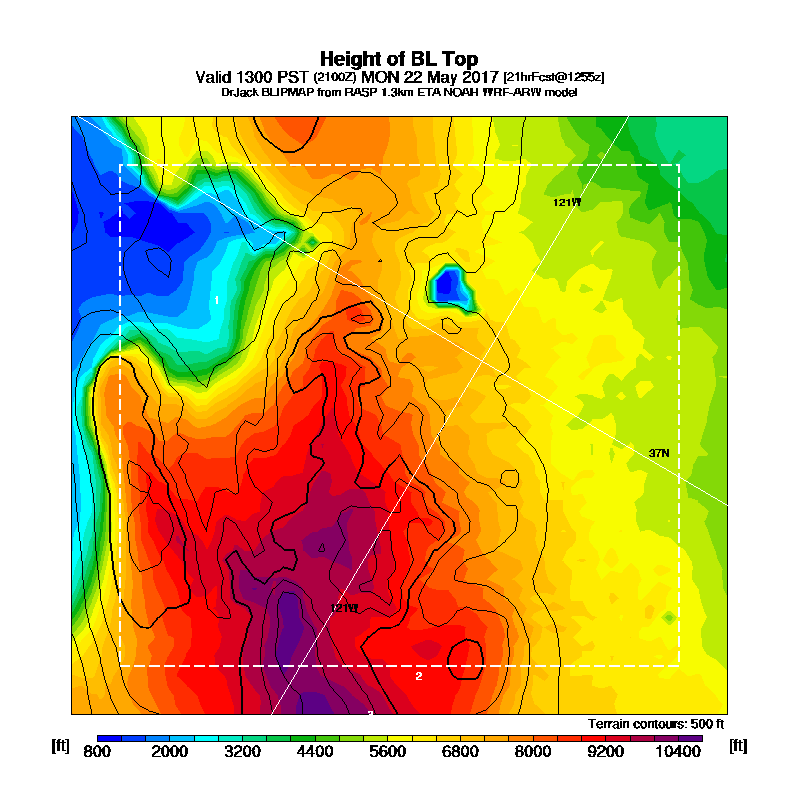 Height of BL Top
Valid 1300 PST (2100Z) MON 22 May 2017 [21hrFcst@1255z]
DrJack BLIPMAP from RASP 1.3km ETA NOAH WRF-ARW model
121W
1
37N
121W
2
Terrain contours: 500 ft
[ft] 800 2000 3200 4400 5600 6800 8000 9200 10400 [ft]